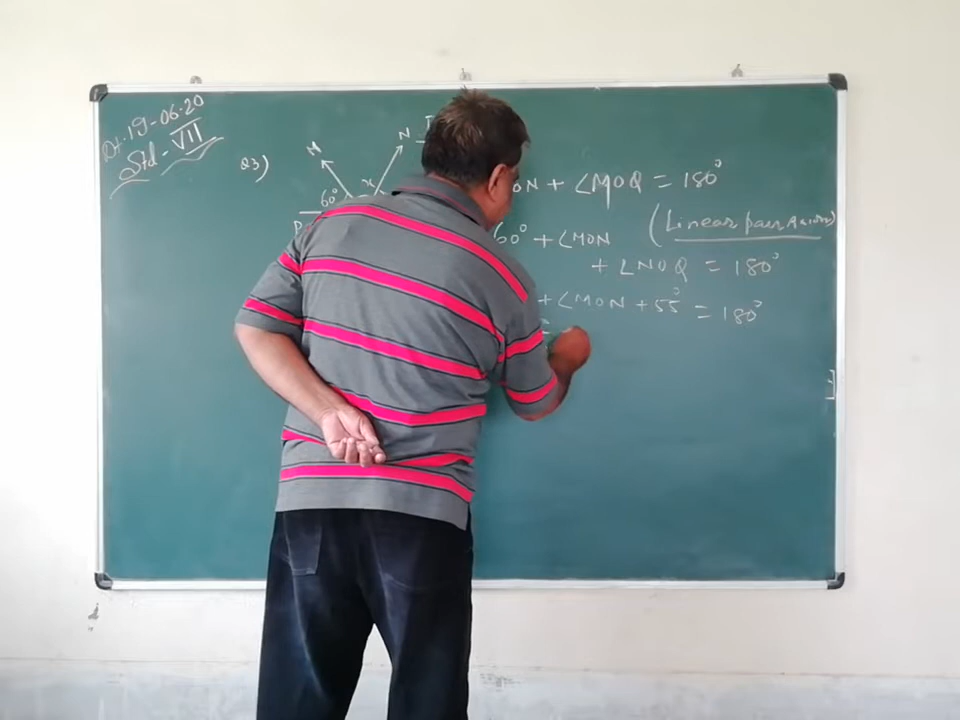 Dt.19-06-20
Std - VII
Q3)
M
N
60°
x
P
ON + ∠MOQ = 180°
(Linear pair Axiom)
60° + ∠MON
+ ∠NOQ = 180°
+ ∠MON + 55° = 180°